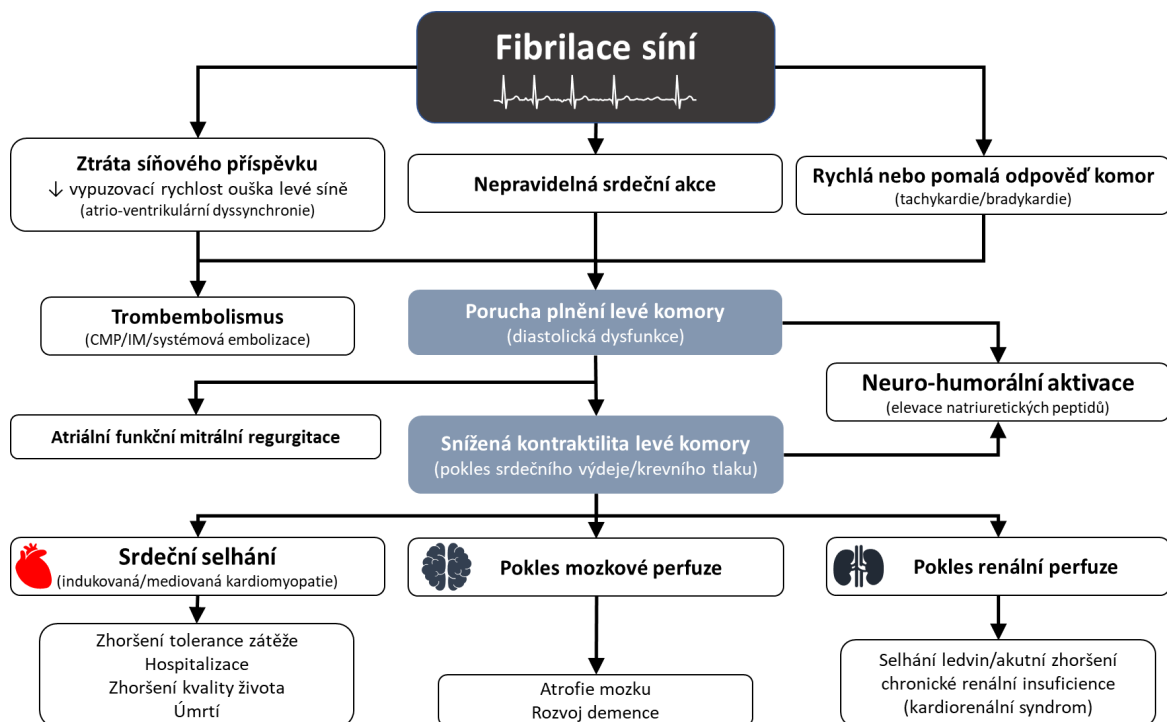 Fibrilace síní
Ztráta síňového příspěvku
↓ vypuzovací rychlost ouška levé síně
(atrio-ventrikulární dyssynchronie)
Nepravidelná srdeční akce
Rychlá nebo pomalá odpověď komor
(tachykardie/bradykardie)
Trombembolismus
(CMP/IM/systémová embolizace)
Porucha plnění levé komory
(diastolická dysfunkce)
Neuro-humorální aktivace
(elevace natriuretických peptidů)
Atriální funkční mitrální regurgitace
Snížená kontraktilita levé komory
(pokles srdečního výdeje/krevního tlaku)
Srdeční selhání
(indukovaná/mediovaná kardiomyopatie)
Pokles mozkové perfuze
Pokles renální perfuze
Zhoršení tolerance zátěže
Hospitalizace
Zhoršení kvality života
Úmrtí
Atrofie mozku
Rozvoj demence
Selhání ledvin/akutní zhoršení
chronické renální insuficience
(kardiorenální syndrom)